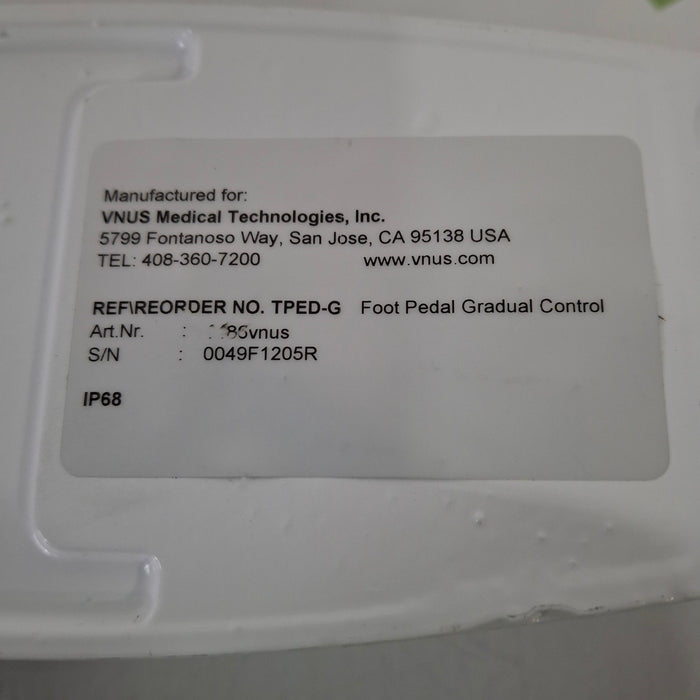 Manufactured for:
VNUS Medical Technologies, Inc.
5799 Fontanoso Way, San Jose, CA 95138 USA
TEL: 408-360-7200 www.vnus.com
REF\REORDER NO. TPED-G Foot Pedal Gradual Control
Art.Nr. :
S/N : 0049F1205R
IP68